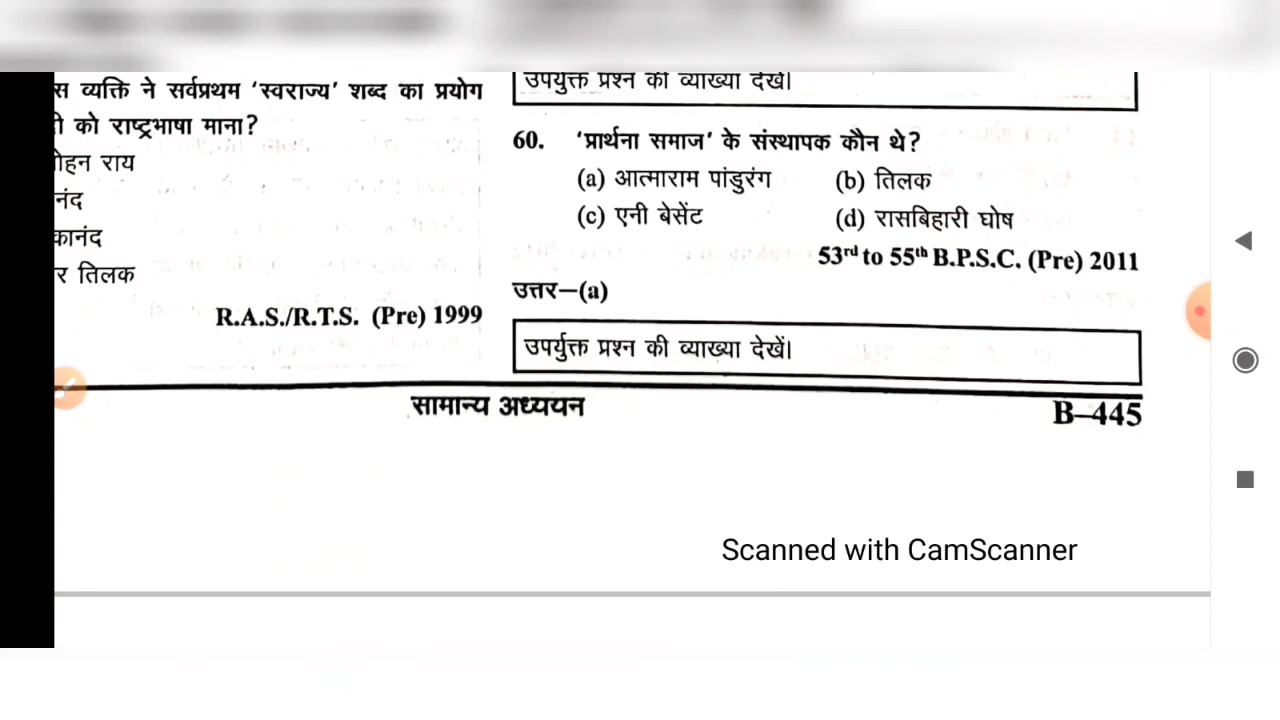 व्यक्ति ने सर्वप्रथम ‘स्वराज्य’ शब्द का प्रयोग
को राष्ट्रभाषा माना?
राय
तिलक
R.A.S./R.T.S. (Pre) 1999
उपर्युक्त प्रश्न की व्याख्या देखें।
60. ‘प्रार्थना समाज’ के संस्थापक कौन थे?
(a) आत्माराम पांडुरंग (b) तिलक
(c) एनी बेसेंट (d) रासबिहारी घोष
53rd to 55th B.P.S.C. (Pre) 2011
उत्तर–(a)
उपर्युक्त प्रश्न की व्याख्या देखें।
सामान्य अध्ययन B–445
Scanned with CamScanner